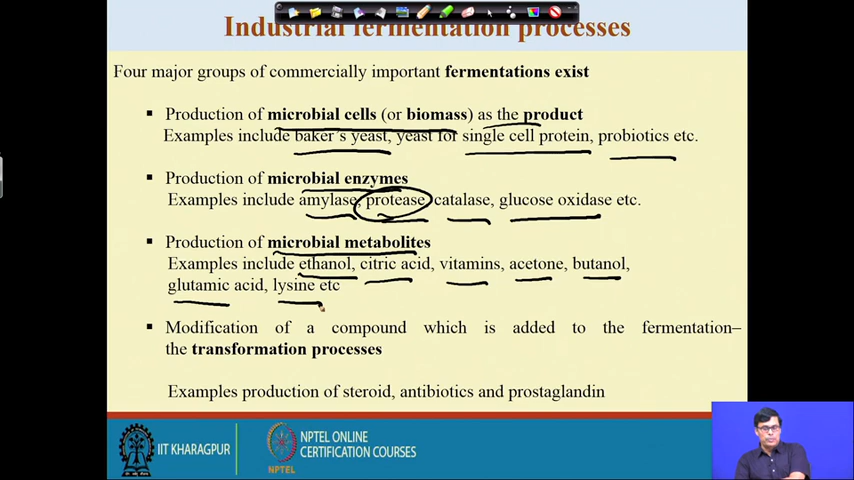 Industrial fermentation processes
Four major groups of commercially important fermentations exist
▪ Production of microbial cells (or biomass) as the product
Examples include baker's yeast, yeast for single cell protein, probiotics etc.
▪ Production of microbial enzymes
Examples include amylase, protease, catalase, glucose oxidase etc.
▪ Production of microbial metabolites
Examples include ethanol, citric acid, vitamins, acetone, butanol,
glutamic acid, lysine etc
▪ Modification of a compound which is added to the fermentation–
the transformation processes
Examples production of steroid, antibiotics and prostaglandin
IIT KHARAGPUR
NPTEL
NPTEL ONLINE
CERTIFICATION COURSES